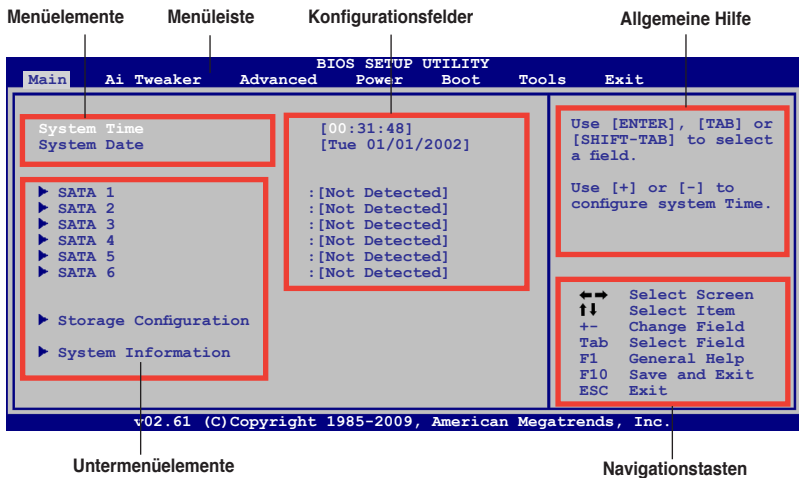 Menüelemente Menüleiste Konfigurationsfelder Allgemeine Hilfe
BIOS SETUP UTILITY
Main Ai Tweaker Advanced Power Boot Tools Exit
System Time [00:31:48]
System Date [Tue 01/01/2002]
SATA 1 :[Not Detected]
SATA 2 :[Not Detected]
SATA 3 :[Not Detected]
SATA 4 :[Not Detected]
SATA 5 :[Not Detected]
SATA 6 :[Not Detected]
Storage Configuration
System Information
Use [ENTER], [TAB] or
[SHIFT-TAB] to select
a field.
Use [+] or [-] to
configure system Time.
←→ Select Screen
↑↓ Select Item
+- Change Field
Tab Select Field
F1 General Help
F10 Save and Exit
ESC Exit
v02.61 (C)Copyright 1985-2009, American Megatrends, Inc.
Untermenüelemente Navigationstasten